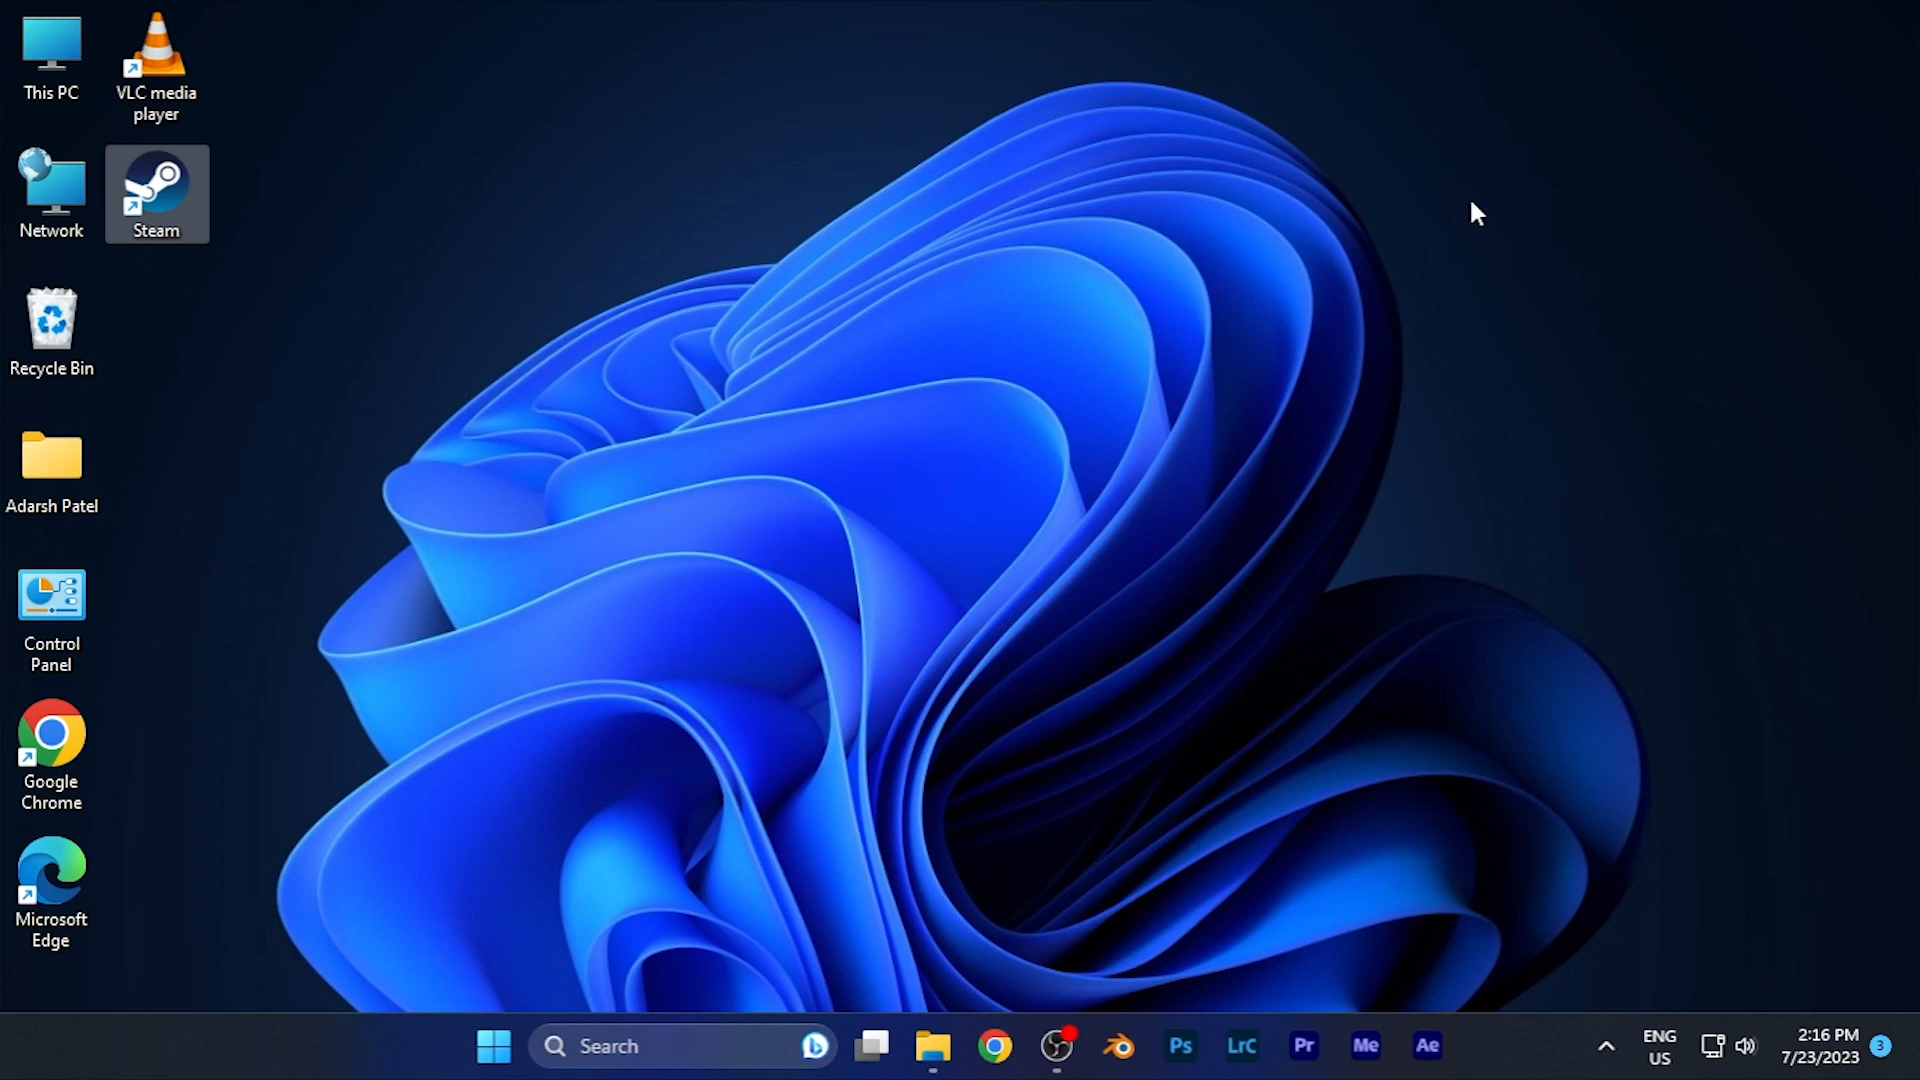 This PC
VLC media
player
Network
Steam
Recycle Bin
Adarsh Patel
Control
Panel
Google
Chrome
Microsoft
Edge
Search
Ps
LrC
Pr
Me
Ae
ENG
US
2:16 PM
7/23/2023
3